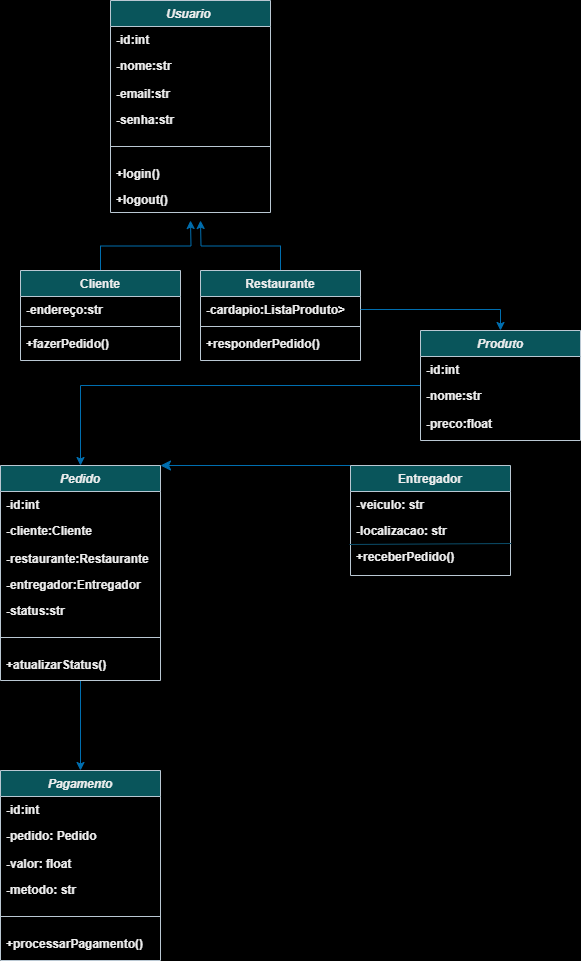 Usuario
-id:int
-nome:str
-email:str
-senha:str
+login()
+logout()
Cliente
-endereço:str
+fazerPedido()
Restaurante
-cardapio:ListaProduto>
+responderPedido()
Produto
-id:int
-nome:str
-preco:float
Pedido
-id:int
-cliente:Cliente
-restaurante:Restaurante
-entregador:Entregador
-status:str
+atualizarStatus()
Entregador
-veiculo: str
-localizacao: str
+receberPedido()
Pagamento
-id:int
-pedido: Pedido
-valor: float
-metodo: str
+processarPagamento()